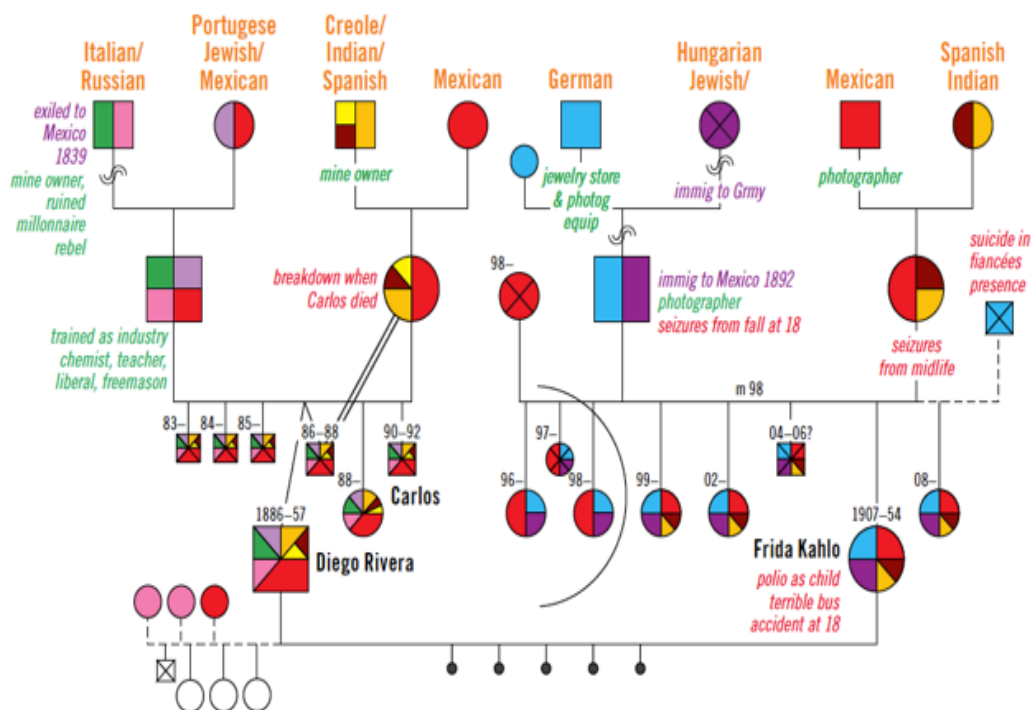 Italian/
Russian
Portugese
Jewish/
Mexican
Creole/
Indian/
Spanish
Mexican
German
Hungarian
Jewish/
Mexican
Spanish
Indian
exiled to
Mexico
1839
mine owner,
ruined
millonnaire
rebel
mine owner
jewelry store
& photog
equip
immig to Grmy
photographer
suicide in
fiancées
presence
breakdown when
Carlos died
98–
immig to Mexico 1892
photographer
seizures from fall at 18
seizures
from midlife
trained as industry
chemist, teacher,
liberal, freemason
m 98
83–
84–
85–
86–88
90–92
97–
04–06?
88–
Carlos
96–
98–
99–
02–
08–
1886–57
Diego Rivera
1907–54
Frida Kahlo
polio as child
terrible bus
accident at 18